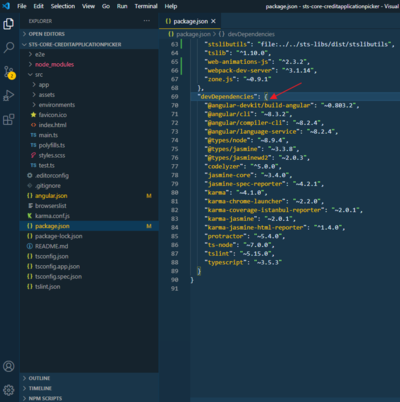 File Edit Selection View Go Run Terminal Help
package.json - sts-core-creditapplicationpicker - Visual Studio Code
EXPLORER
OPEN EDITORS
STS-CORE-CREDITAPPLICATIONPICKER
e2e
node_modules
src
app
assets
environments
favicon.ico
index.html
main.ts
polyfills.ts
styles.scss
test.ts
.editorconfig
.gitignore
angular.json
browserslist
karma.conf.js
package.json
package-lock.json
README.md
tsconfig.json
tsconfig.app.json
tsconfig.spec.json
tslint.json
OUTLINE
TIMELINE
NPM SCRIPTS
package.json ×
package.json > {} devDependencies
63 "stslibutils": "file:../../sts-libs/dist/stslibutils",
64 "tslib": "^1.10.0",
65 "web-animations-js": "^2.3.2",
66 "webpack-dev-server": "^3.1.14",
67 "zone.js": "~0.9.1"
68 },
69 "devDependencies": {
70 "@angular-devkit/build-angular": "~0.803.2",
71 "@angular/cli": "~8.3.2",
72 "@angular/compiler-cli": "~8.2.4",
73 "@angular/language-service": "~8.2.4",
74 "@types/node": "~8.9.4",
75 "@types/jasmine": "~3.3.8",
76 "@types/jasminewd2": "~2.0.3",
77 "codelyzer": "^5.0.0",
78 "jasmine-core": "~3.4.0",
79 "jasmine-spec-reporter": "~4.2.1",
80 "karma": "~4.1.0",
81 "karma-chrome-launcher": "~2.2.0",
82 "karma-coverage-istanbul-reporter": "~2.0.1",
83 "karma-jasmine": "~2.0.1",
84 "karma-jasmine-html-reporter": "^1.4.0",
85 "protractor": "~5.4.0",
86 "ts-node": "~7.0.0",
87 "tslint": "~5.15.0",
88 "typescript": "~3.5.3"
89 }
90 }
91